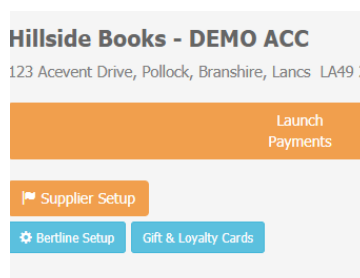 Hillside Books - DEMO ACC
123 Acevent Drive, Pollock, Branshire, Lancs LA49
Launch
Payments
Supplier Setup
Bertline Setup Gift & Loyalty Cards